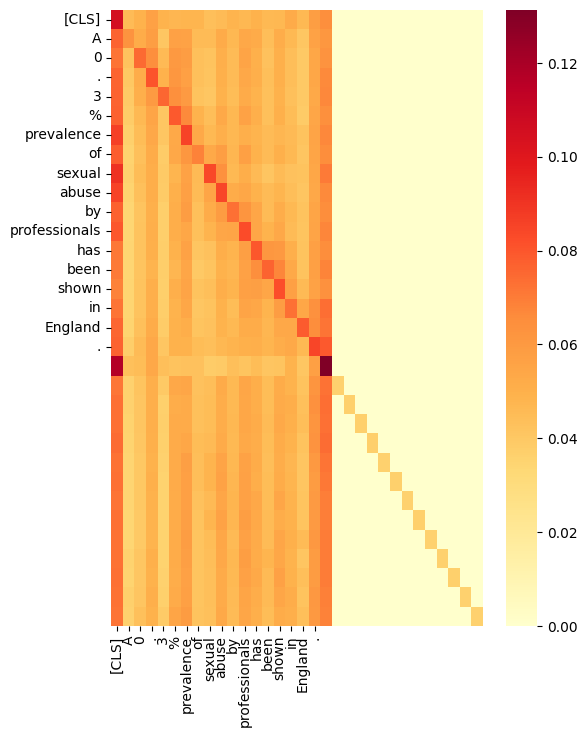 [CLS]
A
0
.
3
%
prevalence
of
sexual
abuse
by
professionals
has
been
shown
in
England
.
0.12
0.10
0.08
0.06
0.04
0.02
0.00
[CLS]
A
0
.
3
%
prevalence
of
sexual
abuse
by
professionals
has
been
shown
in
England
.